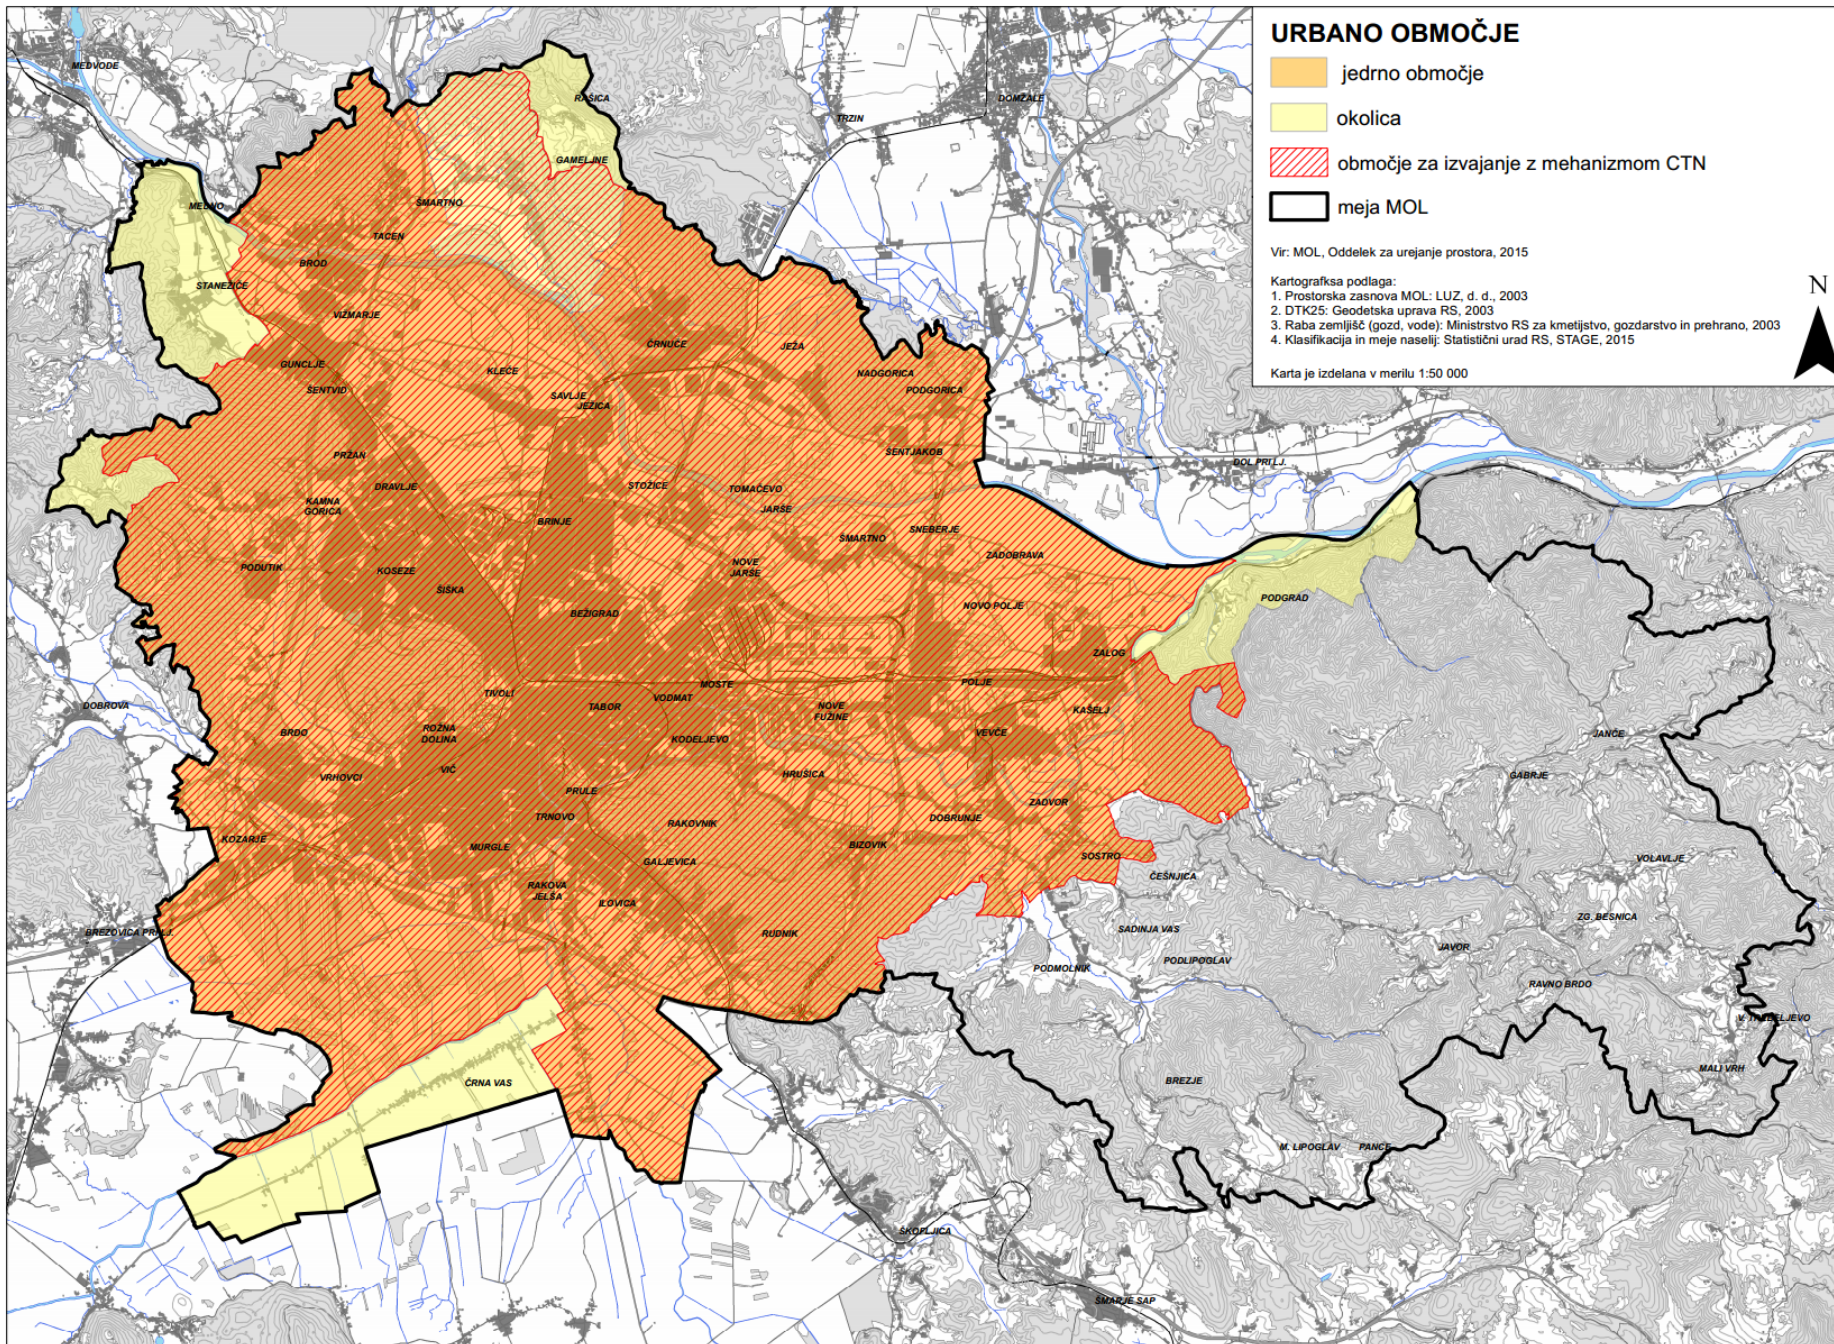 URBANO OBMOČJE
jedrno območje
okolica
območje za izvajanje z mehanizmom CTN
meja MOL
Vir: MOL, Oddelek za urejanje prostora, 2015
Kartografksa podlaga:
1. Prostorska zasnova MOL: LUZ, d. d., 2003
2. DTK25: Geodetska uprava RS, 2003
3. Raba zemljišč (gozd, vode): Ministrstvo RS za kmetijstvo, gozdarstvo in prehrano, 2003
4. Klasifikacija in meje naselij: Statistični urad RS, STAGE, 2015
Karta je izdelana v merilu 1:50 000
N
MEDVODE
RAŠICA
DOMŽALE
TRZIN
GAMELJNE
MEDNO
ŠMARTNO
TACEN
BROD
STANEŽIČE
VIŽMARJE
ČRNUČE
JEŽA
GUNCLJE
KLEČE
NADGORICA
ŠENTVID
SAVLJE
JEZICA
PODGORICA
PRŽAN
ŠENTJAKOB
DOL PRI LJ.
DRAVLJE
STOŽICE
TOMAČEVO
KAMNA
GORICA
JARŠE
BRINJE
SNEBERJE
ŠMARTNO
ZADOBRAVA
PODUTIK
KOSEZE
NOVE
JARŠE
ŠIŠKA
PODGRAD
BEŽIGRAD
NOVO POLJE
ZALOG
MOSTE
POLJE
TIVOLI
VODMAT
DOBROVA
TABOR
NOVE
FUŽINE
KAŠELJ
BRDO
ROŽNA
DOLINA
KODELJEVO
VEVČE
JANČE
VRHOVCI
VIČ
HRUŠICA
GABRJE
PRULE
ZADVOR
TRNOVO
RAKOVNIK
DOBRUNJE
KOZARJE
MURGLE
BIZOVIK
GALJEVICA
SOSTRO
VOLAVLJE
ČEŠNJICA
RAKOVA
JELŠA
ILOVICA
ZG. BESNICA
BREZOVICA PRI LJ.
RUDNIK
SADINJA VAS
JAVOR
PODMOLNIK
PODLIPOGLAV
RAVNO BRDO
V. TREBELJEVO
MALI VRH
ČRNA VAS
BREZJE
M. LIPOGLAV
PANCE
ŠKOFLJICA
ŠMARJE SAP